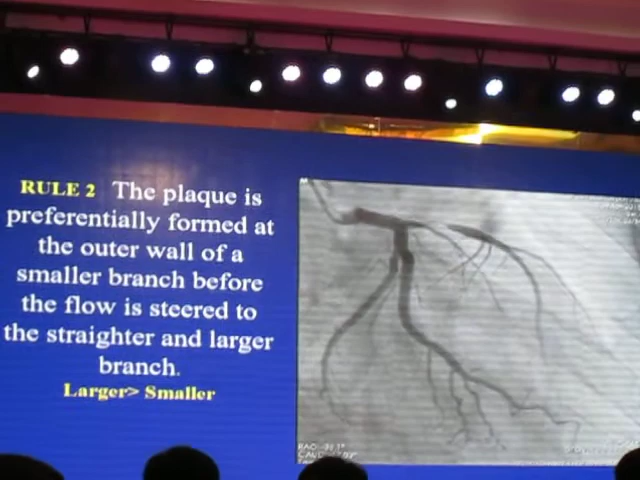 RULE 2 The plaque is
preferentially formed at
the outer wall of a
smaller branch before
the flow is steered to
the straighter and larger
branch.
Larger> Smaller